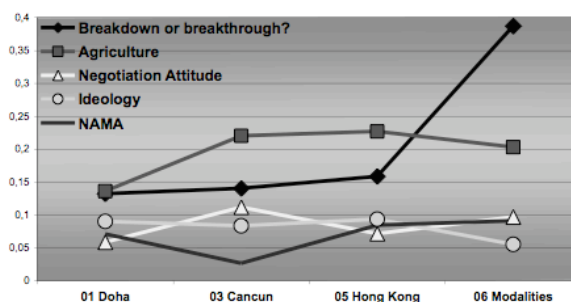 0,4
Breakdown or breakthrough?
0,35
Agriculture
0,3
Negotiation Attitude
0,25
Ideology
NAMA
0,2
0,15
0,1
0,05
0
01 Doha 03 Cancun 05 Hong Kong 06 Modalities